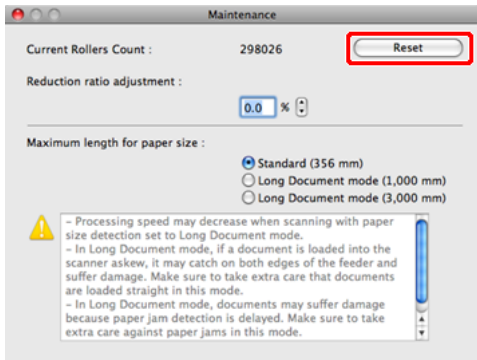 Maintenance
Current Rollers Count : 298026 Reset
Reduction ratio adjustment :
0.0 %
Maximum length for paper size :
Standard (356 mm)
Long Document mode (1,000 mm)
Long Document mode (3,000 mm)
- Processing speed may decrease when scanning with paper
size detection set to Long Document mode.
- In Long Document mode, if a document is loaded into the
scanner askew, it may catch on both edges of the feeder and
suffer damage. Make sure to take extra care that documents
are loaded straight in this mode.
- In Long Document mode, documents may suffer damage
because paper jam detection is delayed. Make sure to take
extra care against paper jams in this mode.